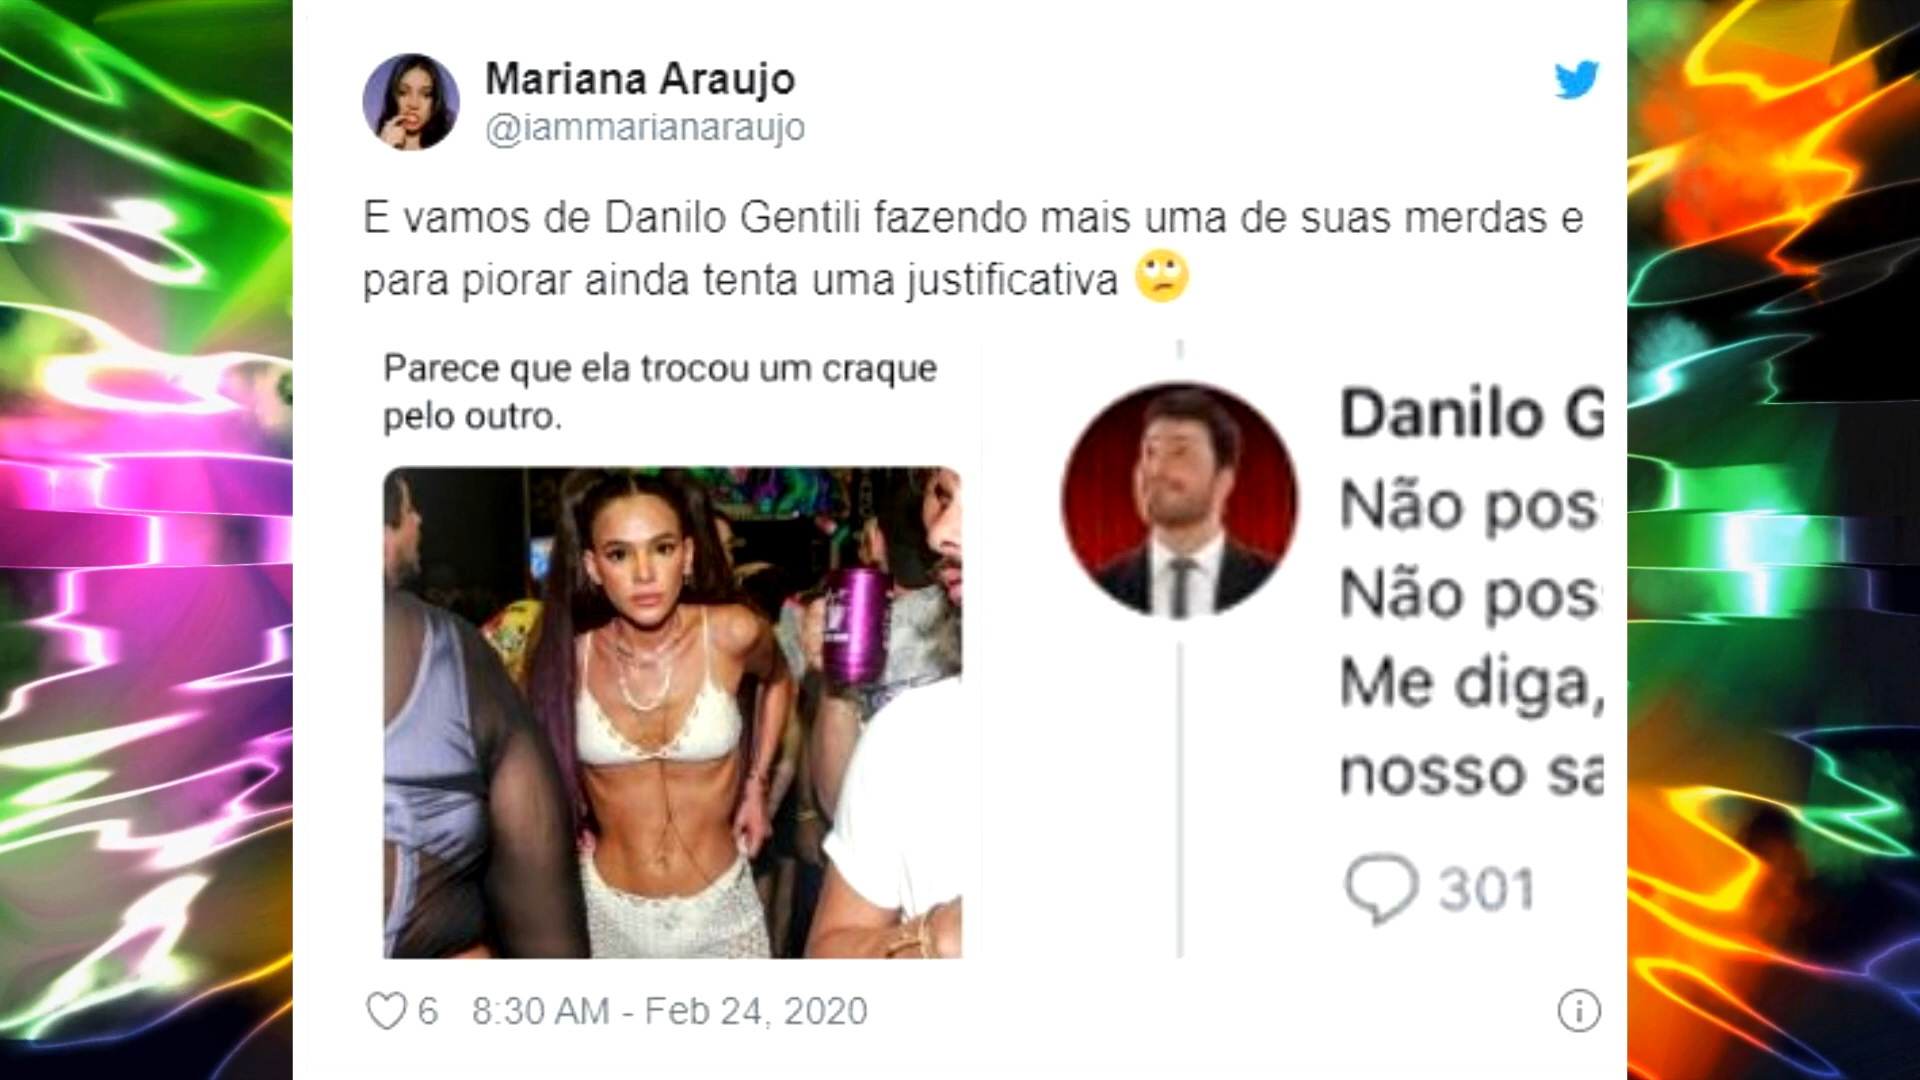 Mariana Araujo
@iammarianaraujo
E vamos de Danilo Gentili fazendo mais uma de suas merdas e
para piorar ainda tenta uma justificativa 🙄
Parece que ela trocou um craque
pelo outro.
Danilo G
Não pos
Não pos
Me diga,
nosso sa
301
6 8:30 AM - Feb 24, 2020